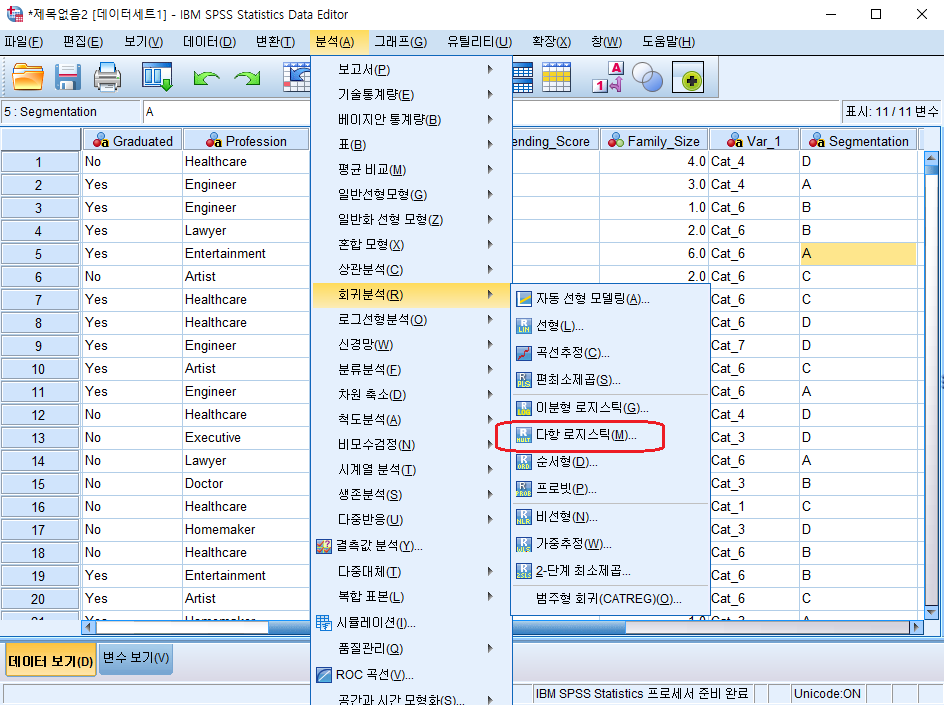 *제목없음2 [데이터세트1] - IBM SPSS Statistics Data Editor
파일(F) 편집(E) 보기(V) 데이터(D) 변환(T) 분석(A) 그래프(G) 유틸리티(U) 확장(X) 창(W) 도움말(H)
5 : Segmentation A 표시: 11 / 11 변수
Graduated Profession ending_Score Family_Size Var_1 Segmentation
1 No Healthcare 4.0 Cat_4 D
2 Yes Engineer 3.0 Cat_4 A
3 Yes Engineer 1.0 Cat_6 B
4 Yes Lawyer 2.0 Cat_6 B
5 Yes Entertainment 6.0 Cat_6 A
6 No Artist 2.0 Cat_6 C
7 Yes Healthcare Cat_6 C
8 Yes Healthcare Cat_6 D
9 Yes Engineer Cat_7 D
10 Yes Artist Cat_6 C
11 Yes Engineer Cat_6 A
12 No Healthcare Cat_4 D
13 No Executive Cat_3 D
14 No Lawyer Cat_6 A
15 No Doctor Cat_3 B
16 No Healthcare Cat_1 C
17 No Homemaker Cat_3 D
18 No Healthcare Cat_6 B
19 Yes Entertainment Cat_6 B
20 Yes Artist Cat_6 C
보고서(P)
기술통계량(E)
베이지안 통계량(B)
표(B)
평균 비교(M)
일반선형모형(G)
일반화 선형 모형(Z)
혼합 모형(X)
상관분석(C)
회귀분석(R)
로그선형분석(O)
신경망(W)
분류분석(F)
차원 축소(D)
척도분석(A)
비모수검정(N)
시계열 분석(T)
생존분석(S)
다중반응(U)
결측값 분석(Y)...
다중대체(T)
복합 표본(L)
시뮬레이션(I)...
품질관리(Q)
ROC 곡선(V)...
공간과 시간 모형화(S)...
자동 선형 모델링(A)...
선형(L)...
곡선추정(C)...
편최소제곱(S)...
이분형 로지스틱(G)...
다항 로지스틱(M)...
순서형(D)...
프로빗(P)...
비선형(N)...
가중추정(W)...
2-단계 최소제곱...
범주형 회귀(CATREG)(O)...
데이터 보기(D) 변수 보기(V)
IBM SPSS Statistics 프로세서 준비 완료 Unicode:ON